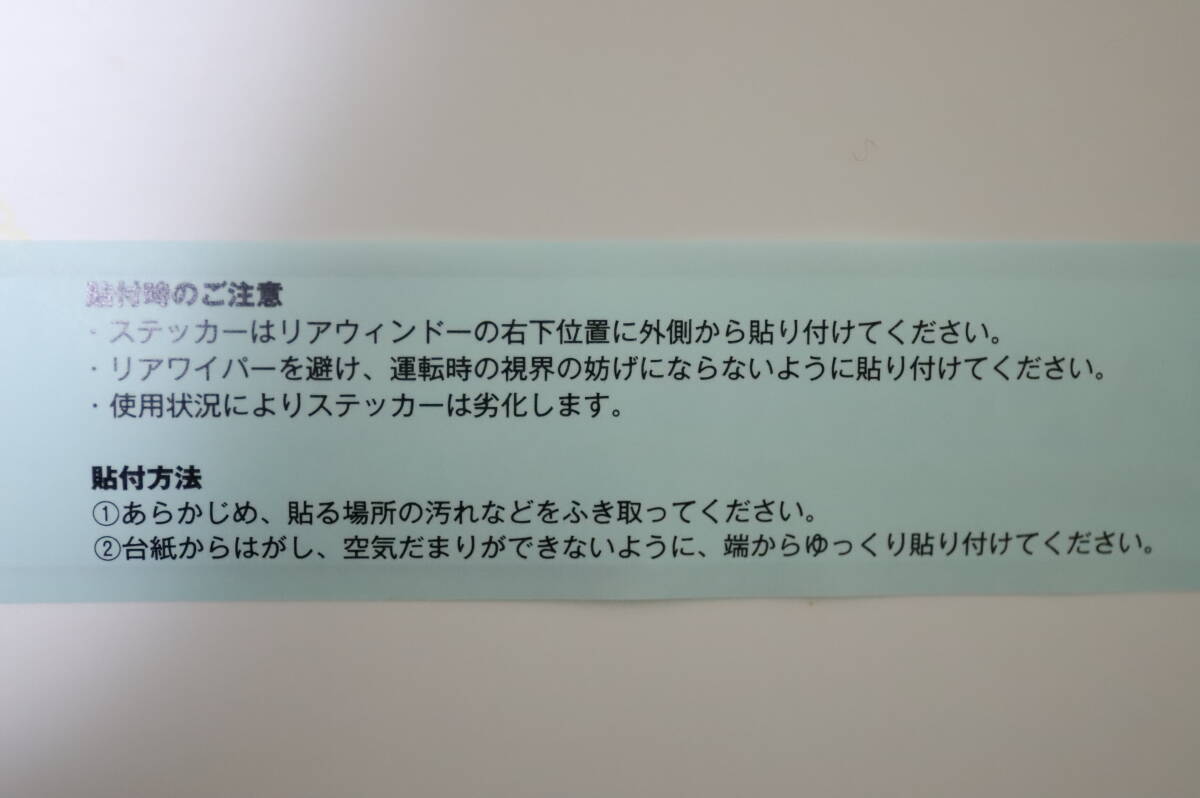 貼付時のご注意
・ステッカーはリアウィンドーの右下位置に外側から貼り付けてください。
・リアワイパーを避け、運転時の視界の妨げにならないように貼り付けてください。
・使用状況によりステッカーは劣化します。
貼付方法
①あらかじめ、貼る場所の汚れなどをふき取ってください。
②台紙からはがし、空気だまりができないように、端からゆっくり貼り付けてください。